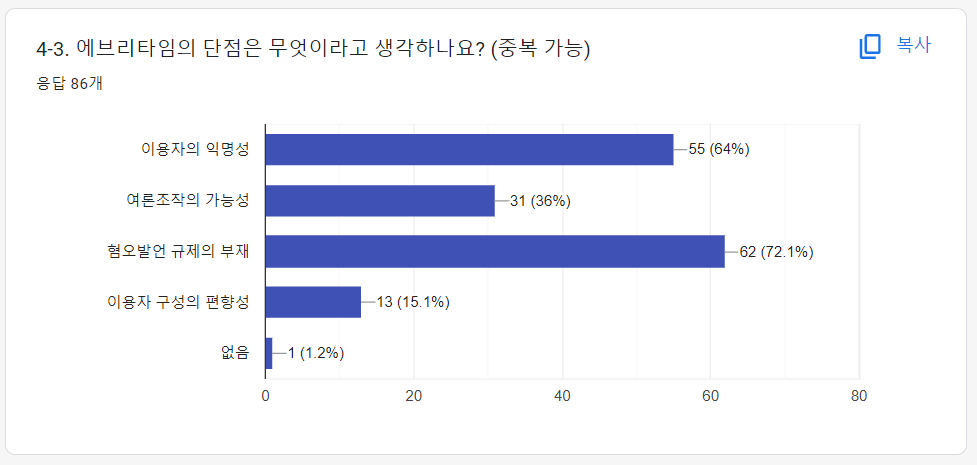 4-3. 에브리타임의 단점은 무엇이라고 생각하나요? (중복 가능)
복사
응답 86개
이용자의 익명성
55 (64%)
여론조작의 가능성
31 (36%)
혐오발언 규제의 부재
62 (72.1%)
이용자 구성의 편향성
13 (15.1%)
없음
1 (1.2%)
0
20
40
60
80